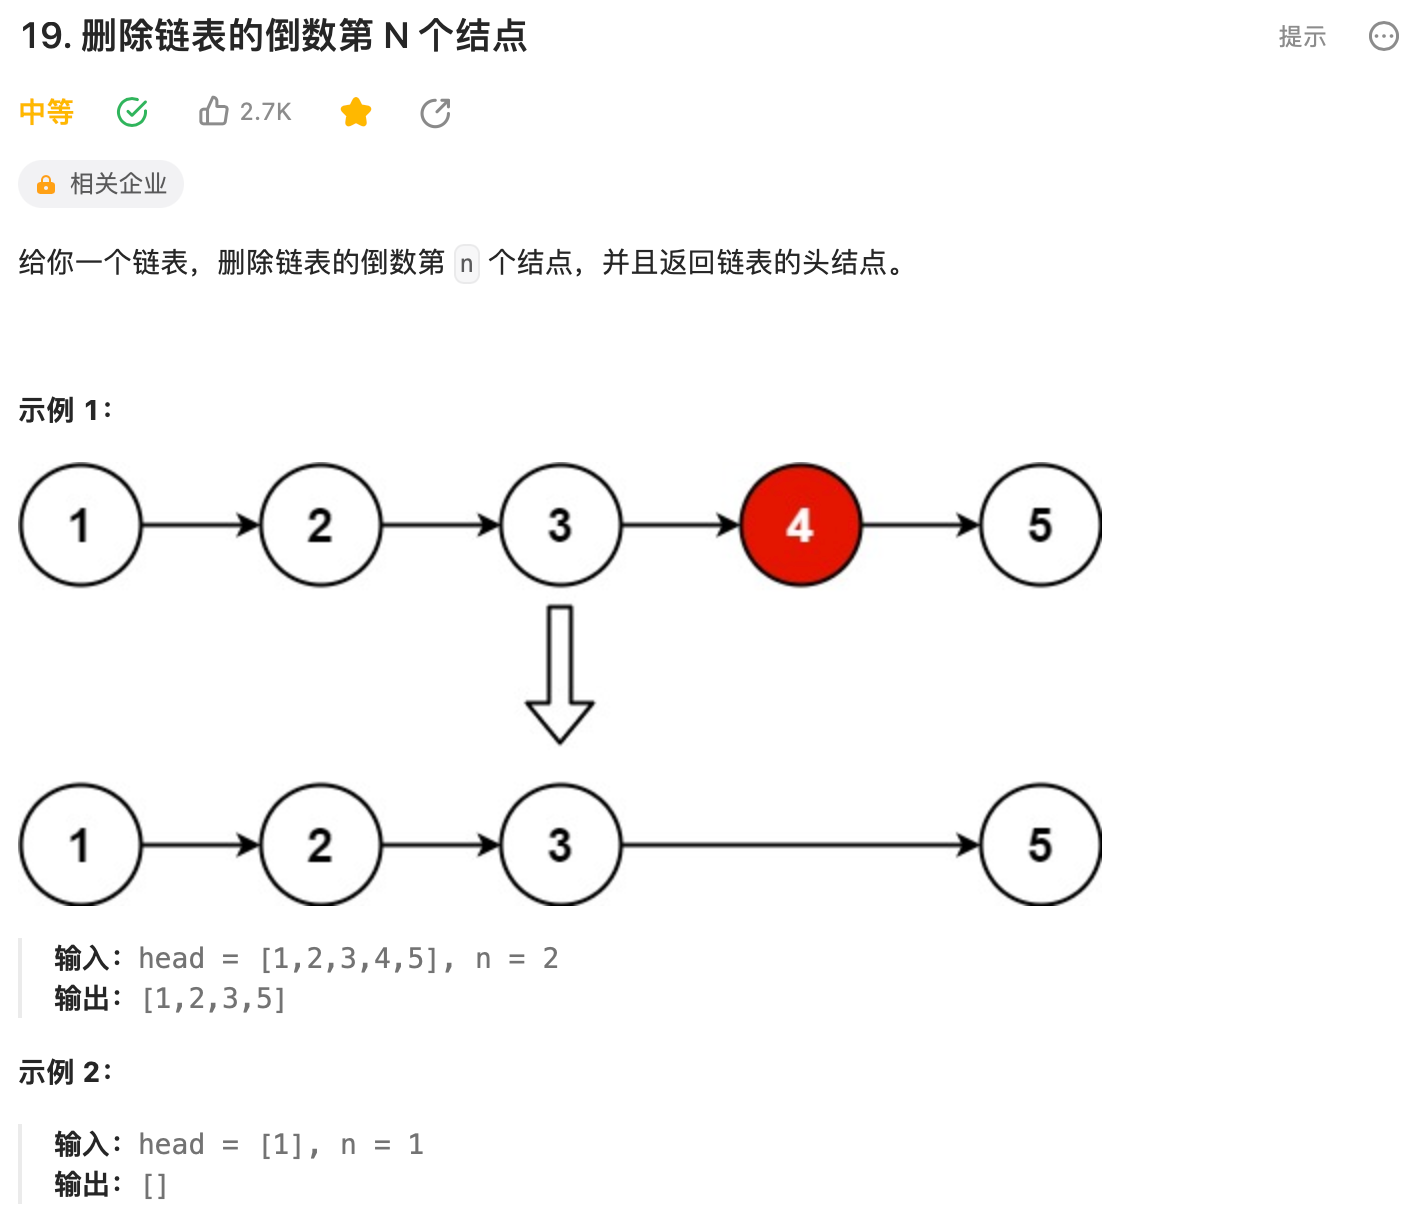 19. 删除链表的倒数第 N 个结点
提示
中等
2.7K
相关企业
给你一个链表，删除链表的倒数第 n 个结点，并且返回链表的头结点。
示例 1：
1 2 3 4 5
1 2 3 5
输入：head = [1,2,3,4,5], n = 2
输出：[1,2,3,5]
示例 2：
输入：head = [1], n = 1
输出：[]